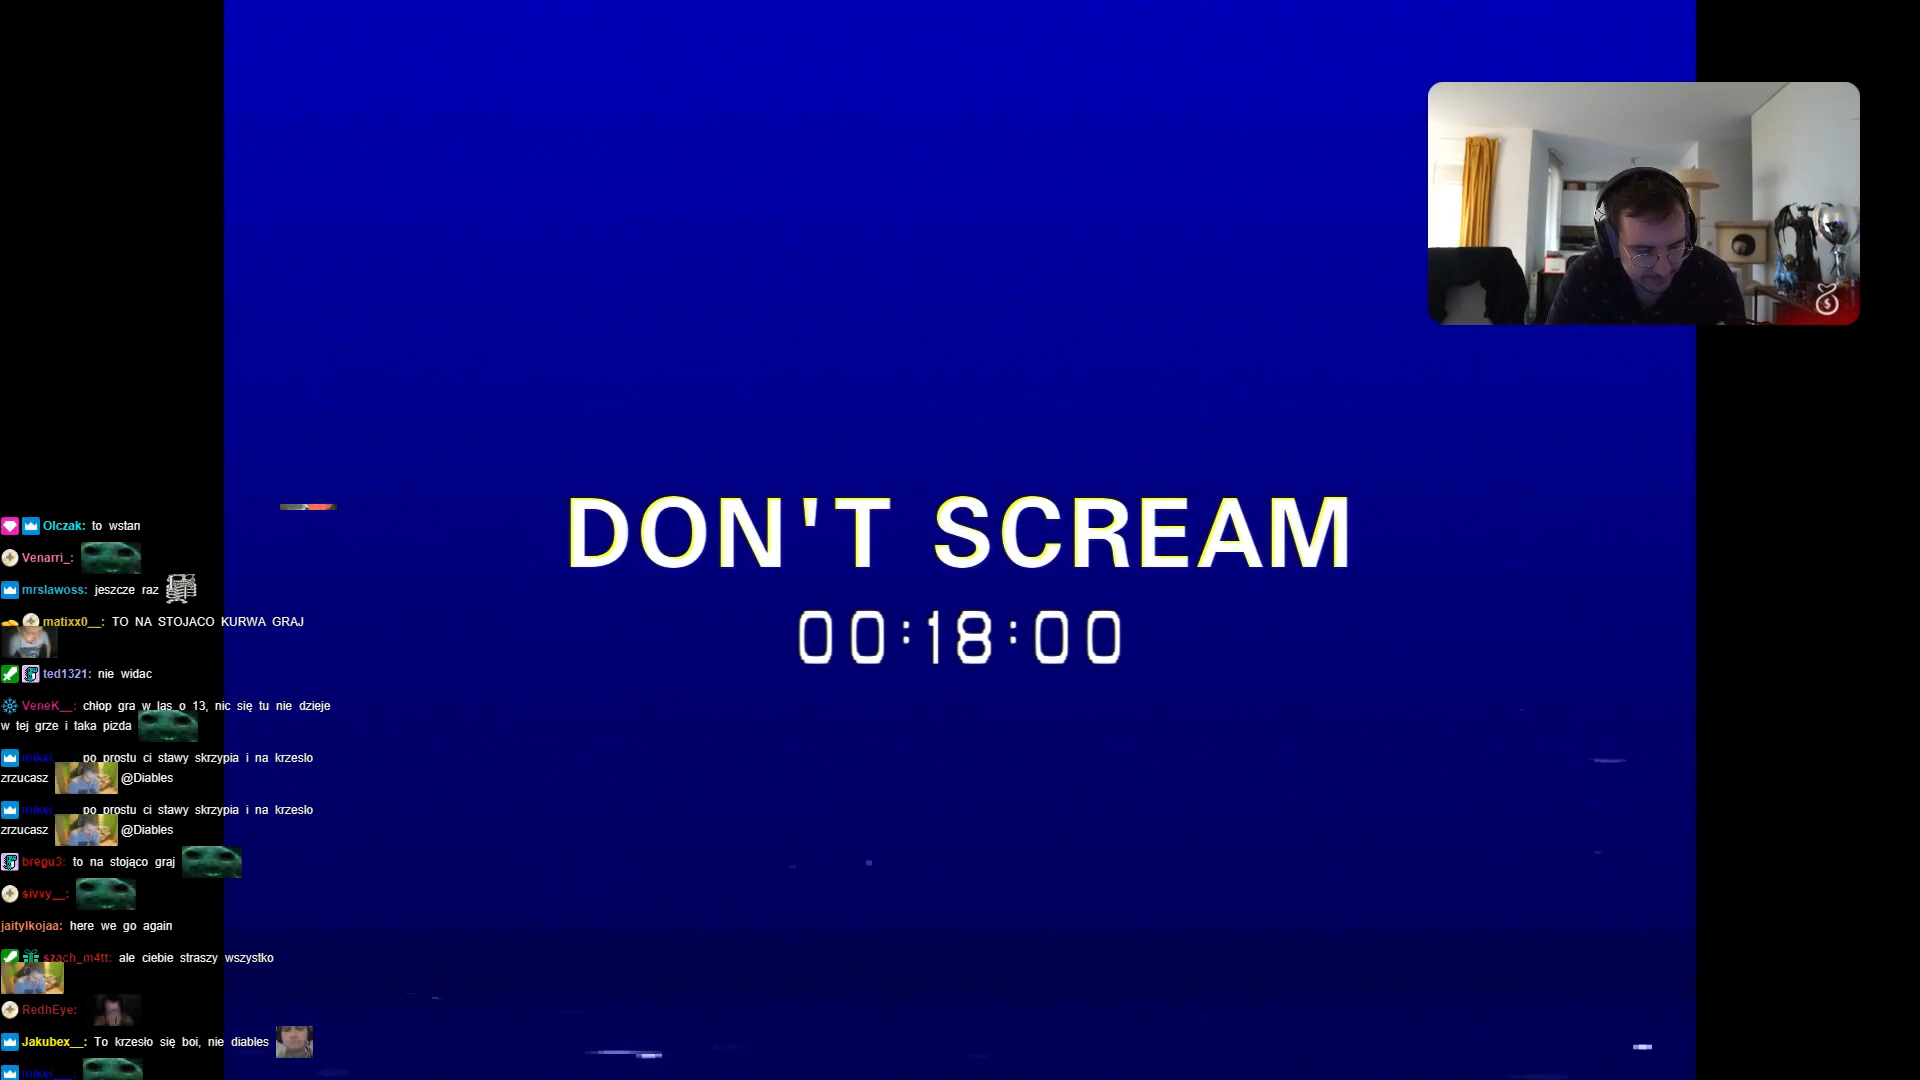 DON'T SCREAM
00:18:00
Olczak: to wstan
Venarri_:
mrslawoss: jeszcze raz
matixx0__: TO NA STOJACO KURWA GRAJ
ted1321: nie widac
VeneK__: chłop gra w las o 13, nic się tu nie dzieje
w tej grze i taka pizda
po prostu ci stawy skrzypia i na krzeslo
zrzucasz @Diables
po prostu ci stawy skrzypia i na krzeslo
zrzucasz @Diables
bregu3: to na stojąco graj
sivvy__:
jaitylkojaa: here we go again
szach_m4tt: ale ciebie straszy wszystko
RedhEye:
Jakubex__: To krzesło się boi, nie diables